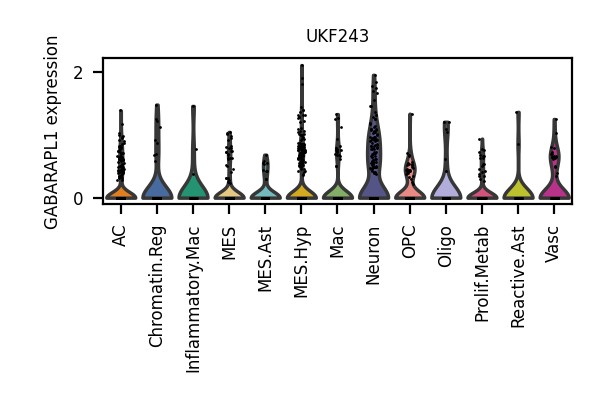 UKF243
GABARAPL1 expression
2
0
AC
Chromatin.Reg
Inflammatory.Mac
MES
MES.Ast
MES.Hyp
Mac
Neuron
OPC
Oligo
Prolif.Metab
Reactive.Ast
Vasc